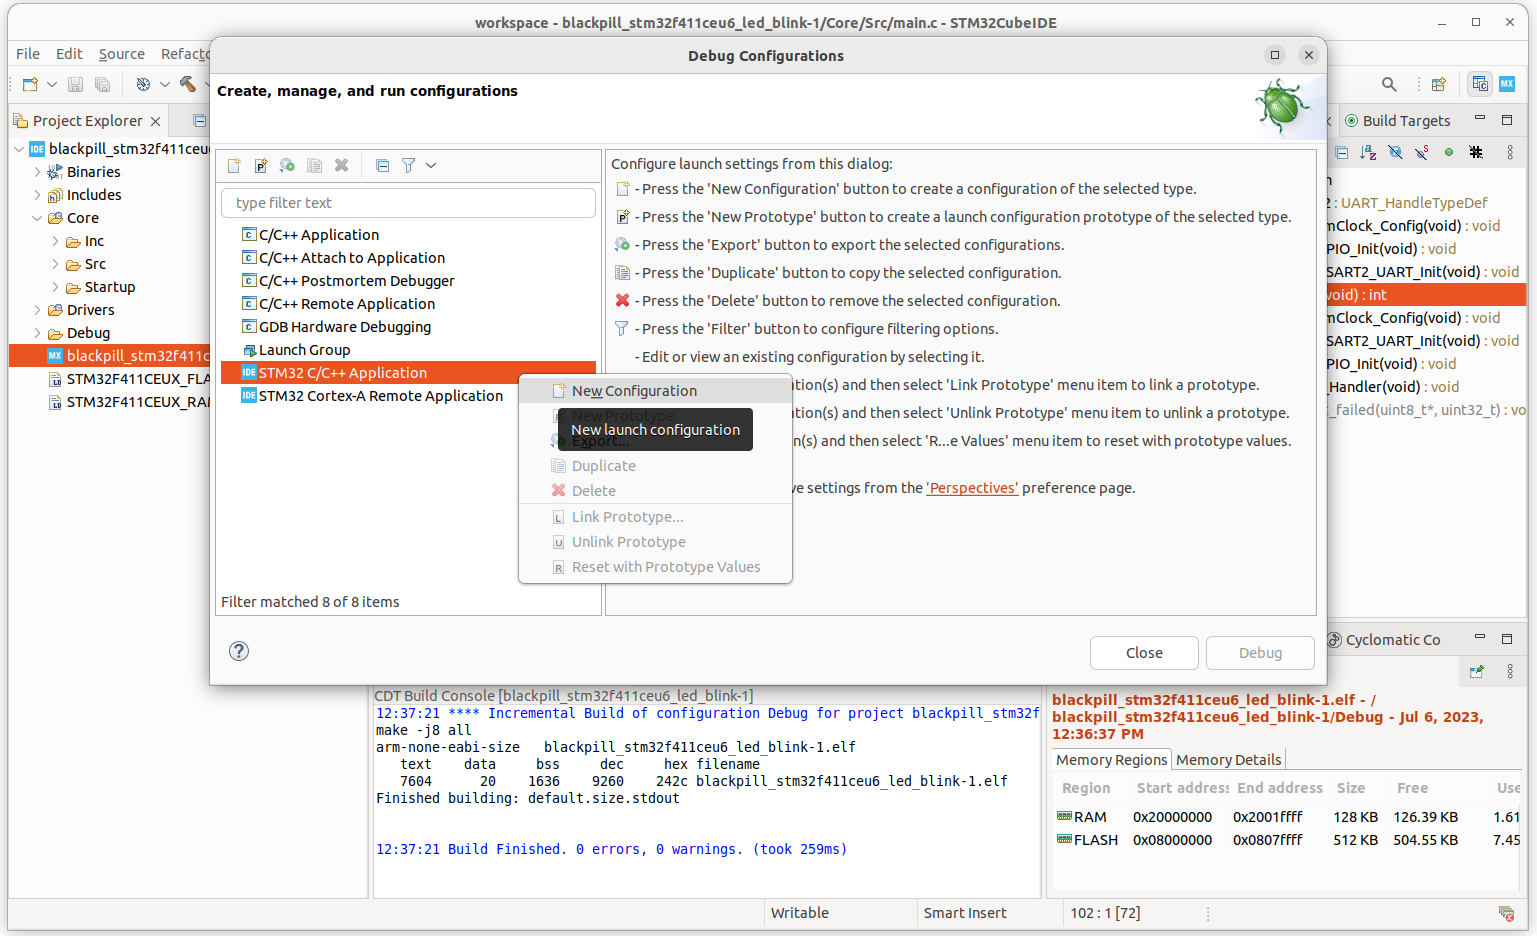 workspace - blackpill_stm32f411ceu6_led_blink-1/Core/Src/main.c - STM32CubeIDE
File Edit Source Refacto
Debug Configurations
Create, manage, and run configurations
Project Explorer
blackpill_stm32f411ceu
Binaries
Includes
Core
Inc
Src
Startup
Drivers
Debug
blackpill_stm32f411c
STM32F411CEUX_FLA
STM32F411CEUX_RAM
type filter text
C/C++ Application
C/C++ Attach to Application
C/C++ Postmortem Debugger
C/C++ Remote Application
GDB Hardware Debugging
Launch Group
STM32 C/C++ Application
STM32 Cortex-A Remote Application
Filter matched 8 of 8 items
Configure launch settings from this dialog:
- Press the 'New Configuration' button to create a configuration of the selected type.
- Press the 'New Prototype' button to create a launch configuration prototype of the selected type.
- Press the 'Export' button to export the selected configurations.
- Press the 'Duplicate' button to copy the selected configuration.
- Press the 'Delete' button to remove the selected configuration.
- Press the 'Filter' button to configure filtering options.
- Edit or view an existing configuration by selecting it.
ation(s) and then select 'Link Prototype' menu item to link a prototype.
ation(s) and then select 'Unlink Prototype' menu item to unlink a prototype.
n(s) and then select 'R...e Values' menu item to reset with prototype values.
ve settings from the 'Perspectives' preference page.
New Configuration
New Prototype
New launch configuration
Export...
Duplicate
Delete
Link Prototype...
Unlink Prototype
Reset with Prototype Values
Close
Debug
MX
Build Targets
2 : UART_HandleTypeDef
mClock_Config(void) : void
PIO_Init(void) : void
SART2_UART_Init(void) : void
void) : int
mClock_Config(void) : void
SART2_UART_Init(void) : void
PIO_Init(void) : void
_Handler(void) : void
t_failed(uint8_t*, uint32_t) : vo
CDT Build Console [blackpill_stm32f411ceu6_led_blink-1]
12:37:21 **** Incremental Build of configuration Debug for project blackpill_stm32f
make -j8 all
arm-none-eabi-size blackpill_stm32f411ceu6_led_blink-1.elf
text data bss dec hex filename
7604 20 1636 9260 242c blackpill_stm32f411ceu6_led_blink-1.elf
Finished building: default.size.stdout
12:37:21 Build Finished. 0 errors, 0 warnings. (took 259ms)
Cyclomatic Co
blackpill_stm32f411ceu6_led_blink-1.elf - /
blackpill_stm32f411ceu6_led_blink-1/Debug - Jul 6, 2023,
12:36:37 PM
Memory Regions Memory Details
Region Start address End address Size Free Use
RAM 0x20000000 0x2001ffff 128 KB 126.39 KB 1.61
FLASH 0x08000000 0x0807ffff 512 KB 504.55 KB 7.45
Writable Smart Insert 102 : 1 [72]